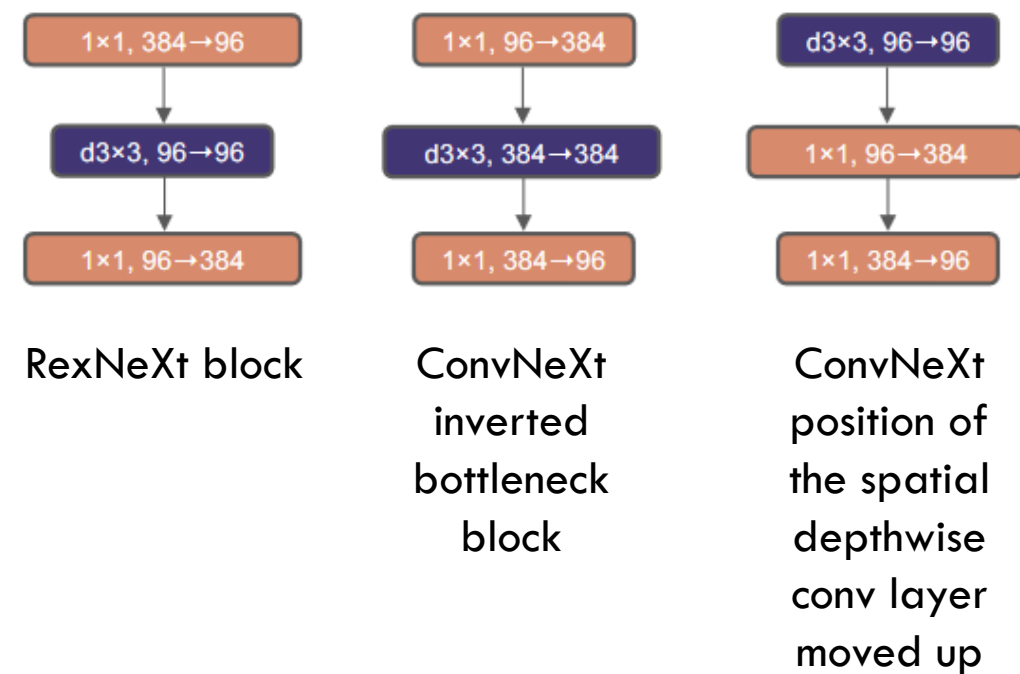 1×1, 384→96
d3×3, 96→96
1×1, 96→384
RexNeXt block
1×1, 96→384
d3×3, 384→384
1×1, 384→96
ConvNeXt
inverted
bottleneck
block
d3×3, 96→96
1×1, 96→384
1×1, 384→96
ConvNeXt
position of
the spatial
depthwise
conv layer
moved up